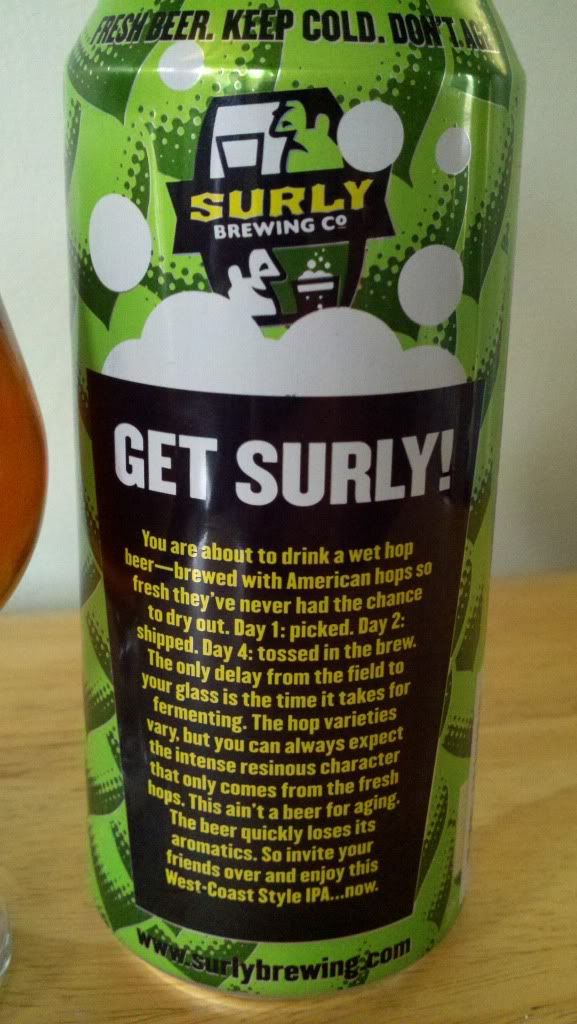 FRESH BEER. KEEP COLD. DON'T AGE
SURLY
BREWING CO
GET SURLY!
You are about to drink a wet hop
beer—brewed with American hops so
fresh they've never had the chance
to dry out. Day 1: picked. Day 2:
shipped. Day 4: tossed in the brew.
The only delay from the field to
your glass is the time it takes for
fermenting. The hop varieties
vary, but you can always expect
the intense resinous character
that only comes from the fresh
hops. This ain't a beer for aging.
The beer quickly loses its
aromatics. So invite your
friends over and enjoy this
West-Coast Style IPA...now.
www.surlybrewing.com